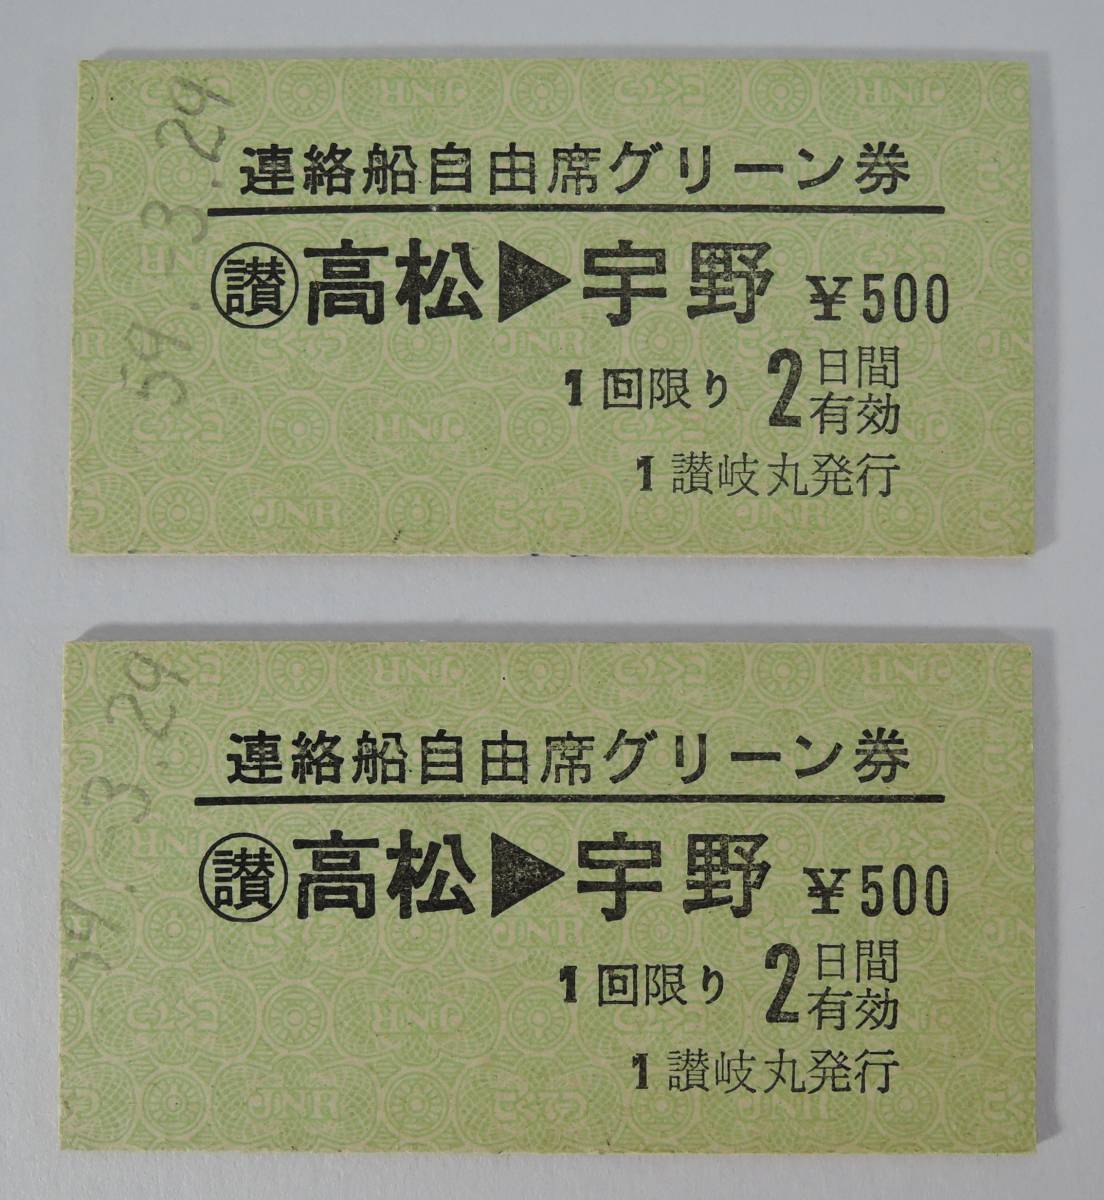 59.-3.29
連絡船自由席グリーン券
讃 高松▶宇野 ¥500
1回限り 2日間有効
1 讃岐丸発行
59.-3.29
連絡船自由席グリーン券
讃 高松▶宇野 ¥500
1回限り 2日間有効
1 讃岐丸発行